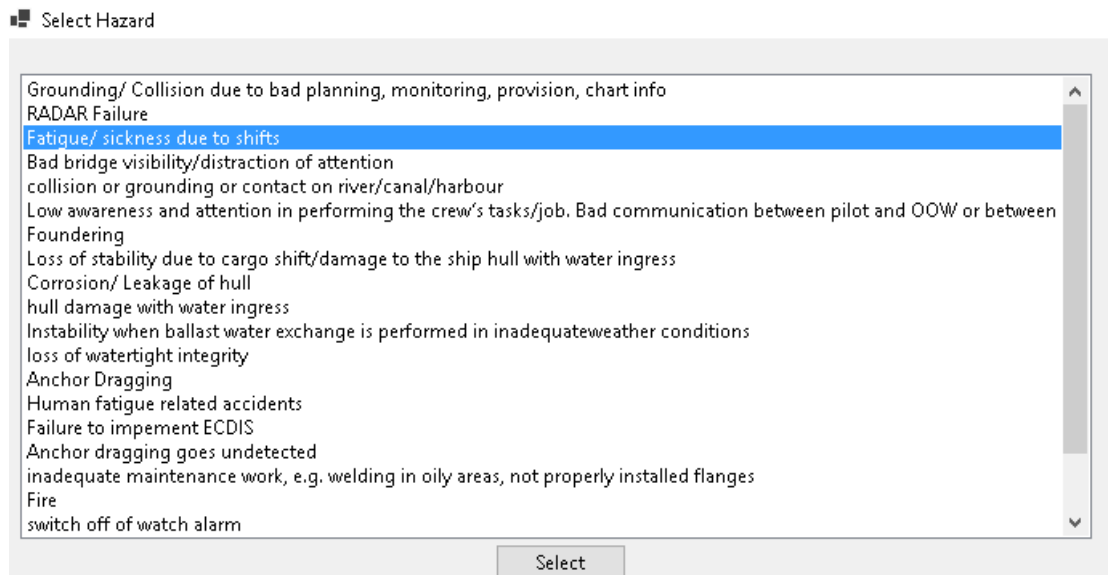 Select Hazard
Grounding/ Collision due to bad planning, monitoring, provision, chart info
RADAR Failure
Fatigue/ sickness due to shifts
Bad bridge visibility/distraction of attention
collision or grounding or contact on river/canal/harbour
Low awareness and attention in performing the crew's tasks/job. Bad communication between pilot and OOW or between
Foundering
Loss of stability due to cargo shift/damage to the ship hull with water ingress
Corrosion/ Leakage of hull
hull damage with water ingress
Instability when ballast water exchange is performed in inadequateweather conditions
loss of watertight integrity
Anchor Dragging
Human fatigue related accidents
Failure to impement ECDIS
Anchor dragging goes undetected
inadequate maintenance work, e.g. welding in oily areas, not properly installed flanges
Fire
switch off of watch alarm
Select